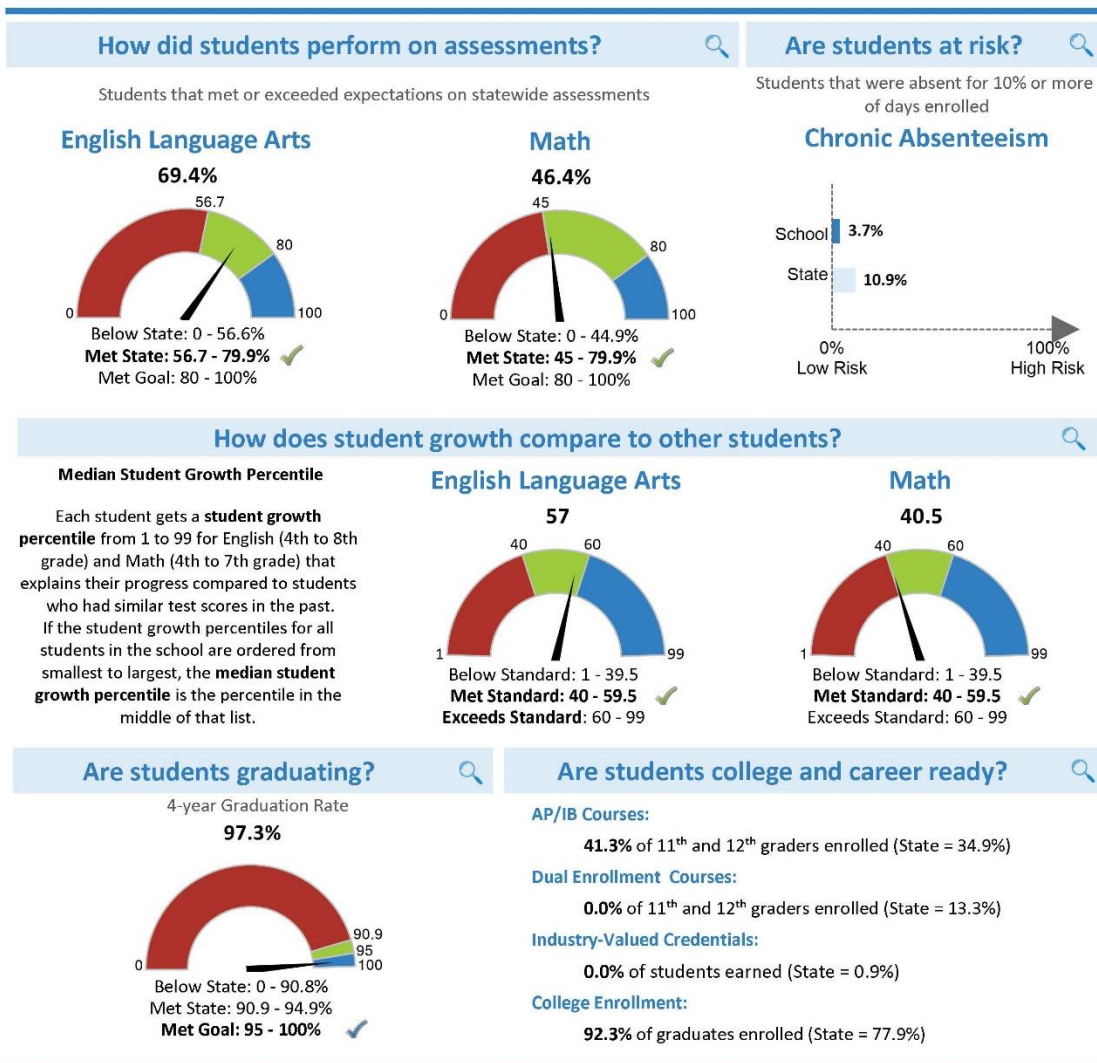 How did students perform on assessments?
Students that met or exceeded expectations on statewide assessments
English Language Arts
69.4%
56.7
80
0
100
Below State: 0 - 56.6%
Met State: 56.7 - 79.9%
Met Goal: 80 - 100%
Math
46.4%
45
80
0
100
Below State: 0 - 44.9%
Met State: 45 - 79.9%
Met Goal: 80 - 100%
Are students at risk?
Students that were absent for 10% or more
of days enrolled
Chronic Absenteeism
School 3.7%
State 10.9%
0% 100%
Low Risk High Risk
How does student growth compare to other students?
Median Student Growth Percentile
Each student gets a student growth
percentile from 1 to 99 for English (4th to 8th
grade) and Math (4th to 7th grade) that
explains their progress compared to students
who had similar test scores in the past.
If the student growth percentiles for all
students in the school are ordered from
smallest to largest, the median student
growth percentile is the percentile in the
middle of that list.
English Language Arts
57
40 60
1 99
Below Standard: 1 - 39.5
Met Standard: 40 - 59.5
Exceeds Standard: 60 - 99
Math
40.5
40 60
1 99
Below Standard: 1 - 39.5
Met Standard: 40 - 59.5
Exceeds Standard: 60 - 99
Are students graduating?
4-year Graduation Rate
97.3%
90.9
95
0 100
Below State: 0 - 90.8%
Met State: 90.9 - 94.9%
Met Goal: 95 - 100%
Are students college and career ready?
AP/IB Courses:
41.3% of 11th and 12th graders enrolled (State = 34.9%)
Dual Enrollment Courses:
0.0% of 11th and 12th graders enrolled (State = 13.3%)
Industry-Valued Credentials:
0.0% of students earned (State = 0.9%)
College Enrollment:
92.3% of graduates enrolled (State = 77.9%)